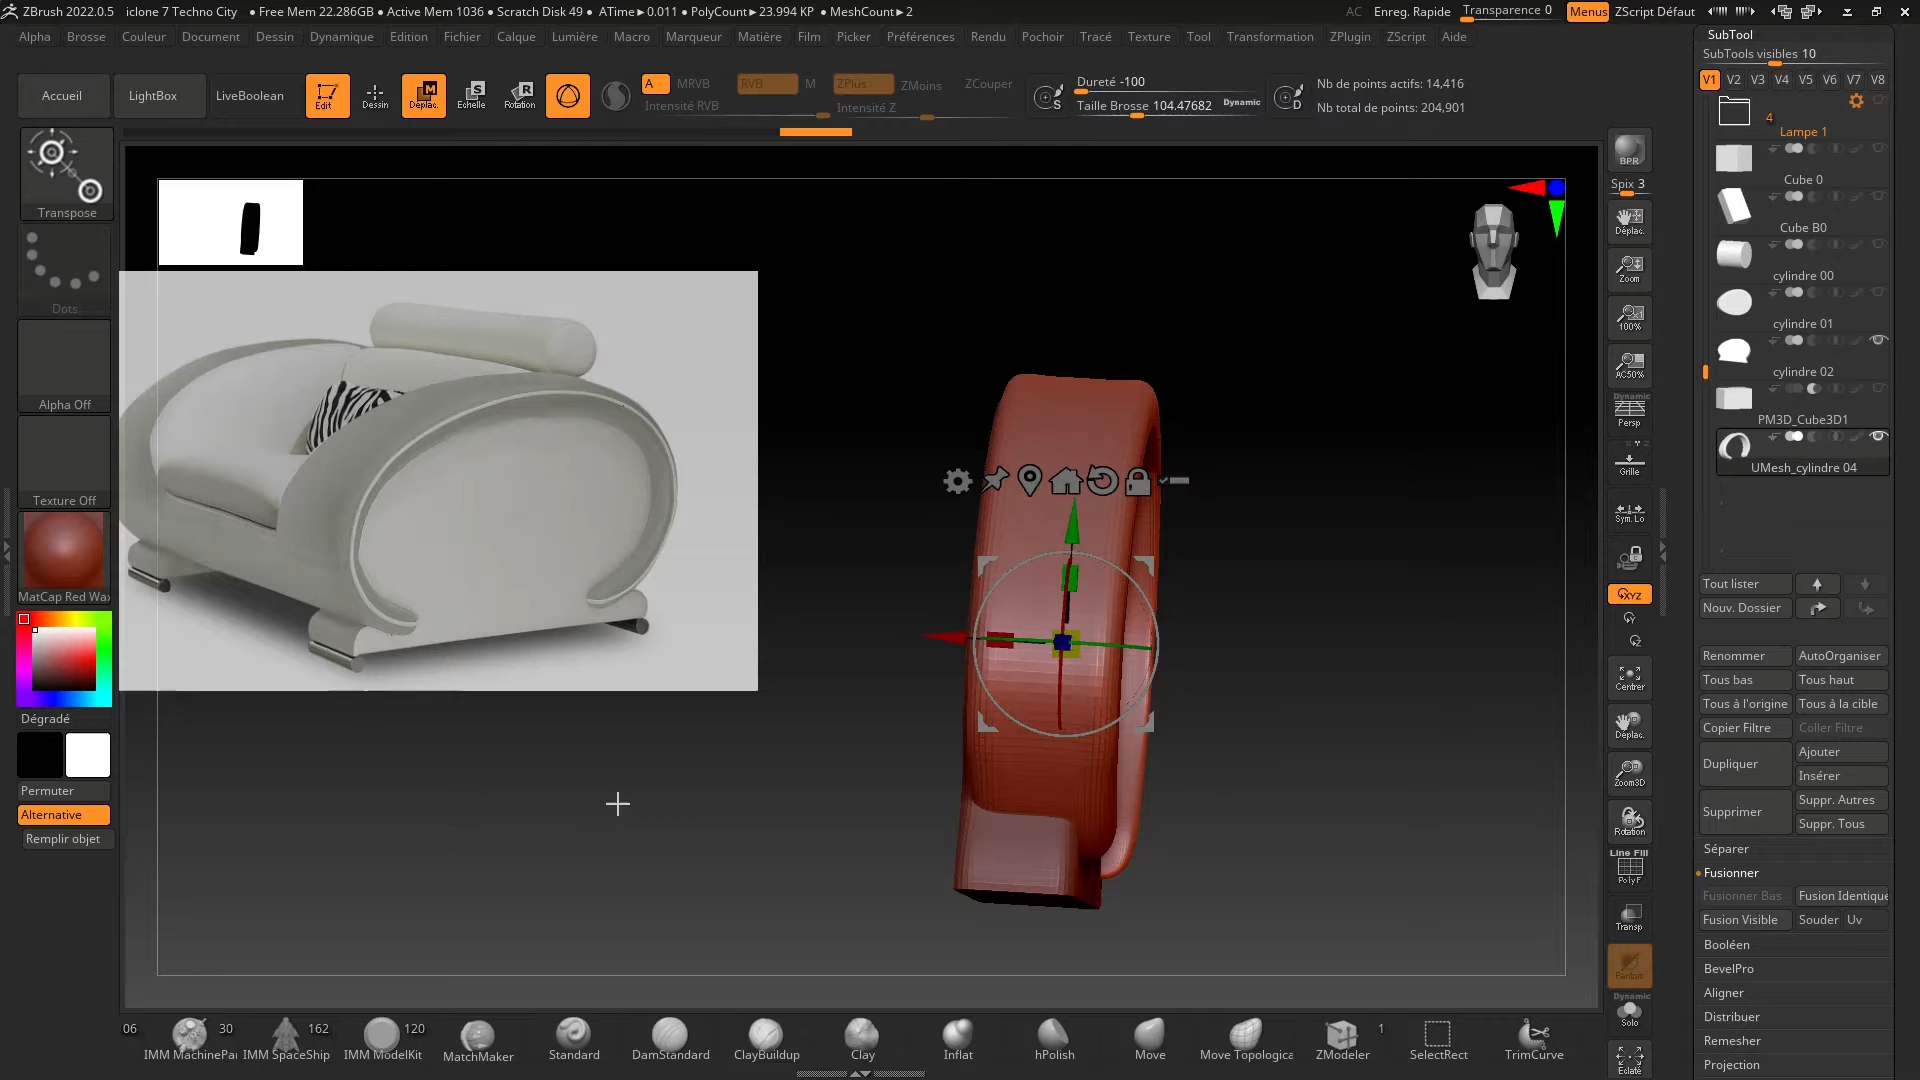 ZBrush 2022.0.5 iclone 7 Techno City • Free Mem 22.286GB • Active Mem 1036 • Scratch Disk 49 • ATime►0.011 • PolyCount►23.994 KP • MeshCount►2 AC Enreg. Rapide Transparence 0 Menus ZScript Défaut
Alpha Brosse Couleur Document Dessin Dynamique Edition Fichier Calque Lumière Macro Marqueur Matière Film Picker Préférences Rendu Pochoir Tracé Texture Tool Transformation ZPlugin ZScript Aide
Accueil LightBox LiveBoolean Edit Dessin Déplac. Echelle Rotation
A MRVB RVB M ZPlus ZMoins ZCouper
Intensité RVB Intensité Z
Dureté -100
Taille Brosse 104.47682 Dynamic
S
D
Nb de points actifs: 14,416
Nb total de points: 204,901
Transpose
Dots
Alpha Off
Texture Off
MatCap Red Wax
Dégradé
Permuter
Alternative
Remplir objet
BPR
Spix 3
Déplac.
Zoom
100%
AC50%
Dynamic
Persp
Grille
Sym. Lo
XYZ
Centrer
Déplac.
Zoom3D
Rotation
Line Fill
PolyF
Transp
Fantom
Dynamic
Solo
Eclaté
SubTool
SubTools visibles 10
V1 V2 V3 V4 V5 V6 V7 V8
4
Lampe 1
Cube 0
Cube B0
cylindre 00
cylindre 01
cylindre 02
PM3D_Cube3D1
UMesh_cylindre 04
Tout lister
Nouv. Dossier
Renommer AutoOrganiser
Tous bas Tous haut
Tous à l'origine Tous à la cible
Copier Filtre Coller Filtre
Dupliquer Ajouter
Insérer
Supprimer Suppr. Autres
Suppr. Tous
Séparer
Fusionner
Fusionner Bas Fusion Identique
Fusion Visible Souder Uv
Booléen
BevelPro
Aligner
Distribuer
Remesher
Projection
06 30 162 120 1
IMM MachinePar IMM SpaceShip IMM ModelKit MatchMaker Standard DamStandard ClayBuildup Clay Inflat hPolish Move Move Topologica ZModeler SelectRect TrimCurve